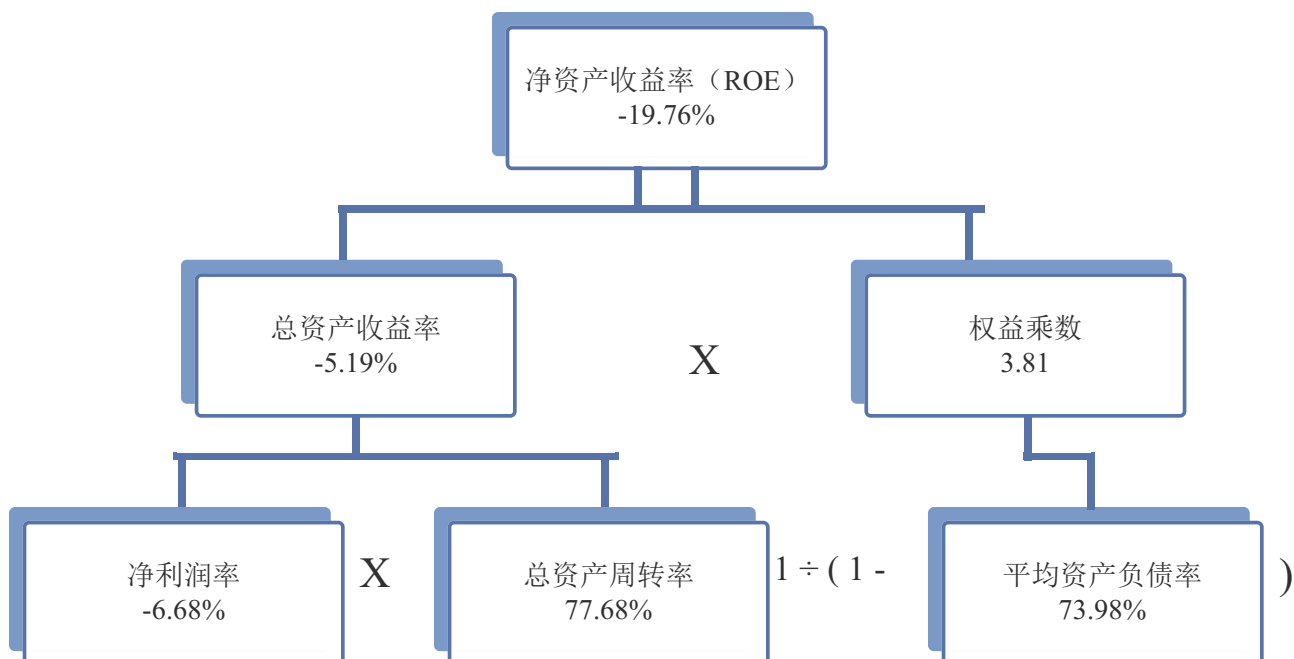 净资产收益率（ROE）
-19.76%
总资产收益率
-5.19%
X
权益乘数
3.81
净利润率
-6.68%
X
总资产周转率
77.68%
1 ÷ ( 1 -
平均资产负债率
73.98%
)